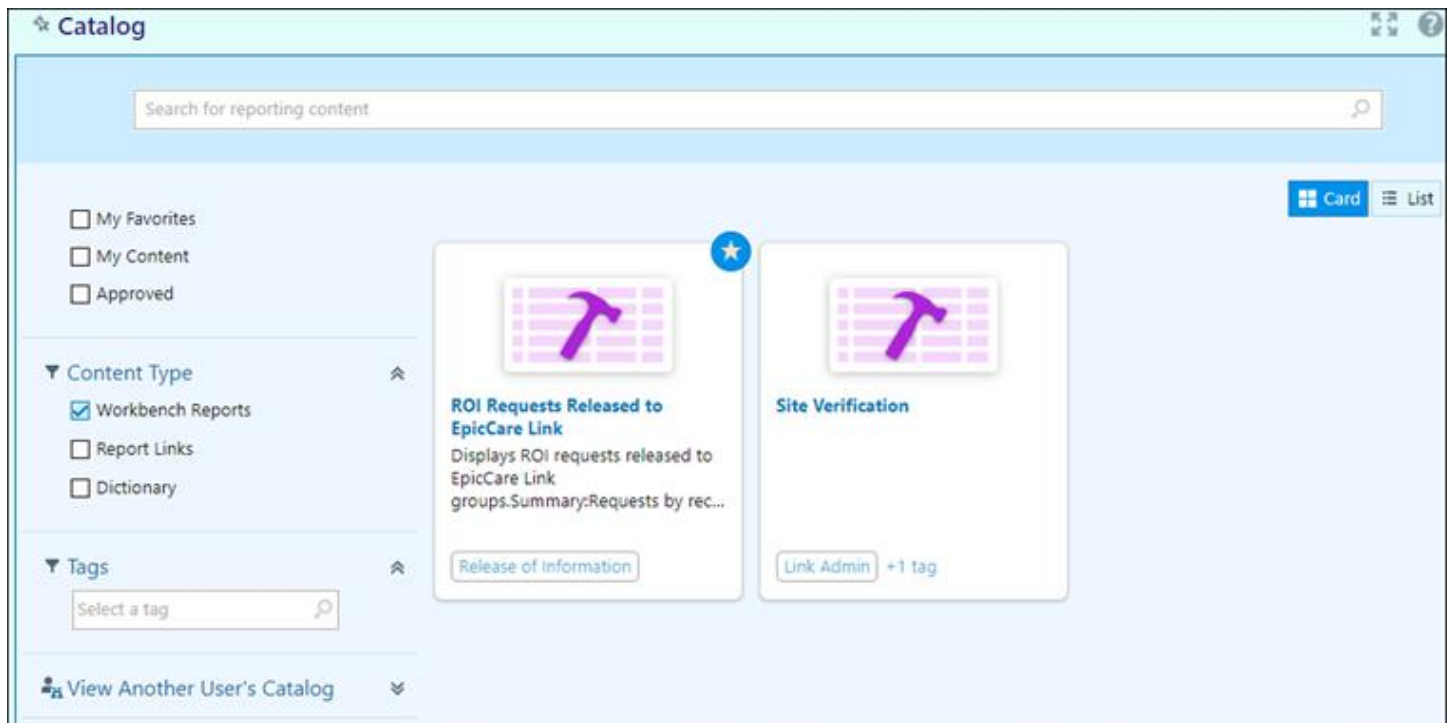 Catalog
Search for reporting content
Card
List
My Favorites
My Content
Approved
Content Type
Workbench Reports
Report Links
Dictionary
Tags
Select a tag
View Another User's Catalog
ROI Requests Released to
EpicCare Link
Displays ROI requests released to
EpicCare Link
groups.Summary:Requests by rec...
Release of Information
Site Verification
Link Admin +1 tag